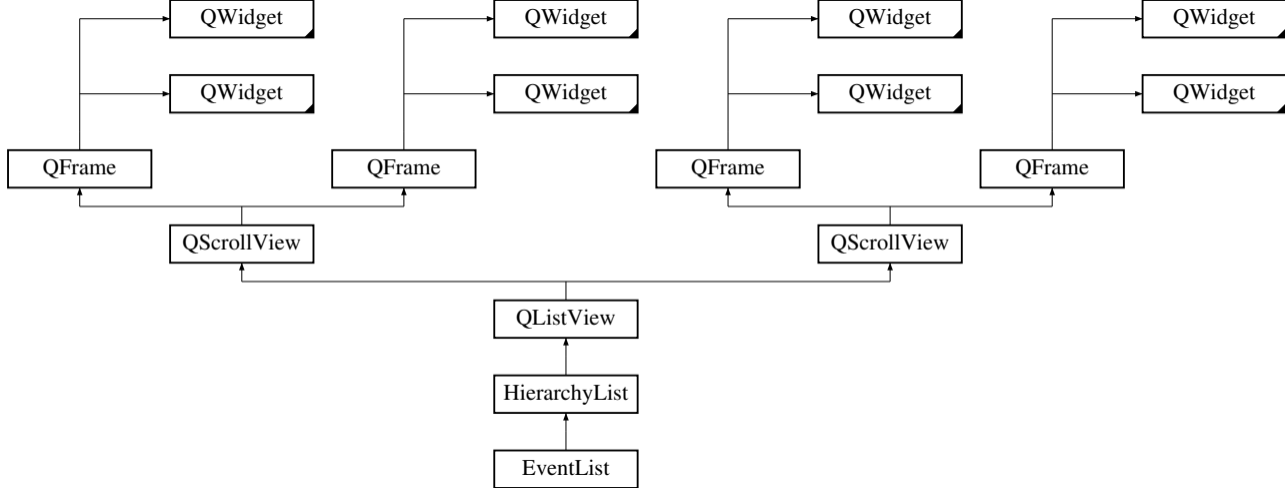 QWidget QWidget QWidget QWidget
QWidget QWidget QWidget QWidget
QFrame QFrame QFrame QFrame
QScrollView QScrollView
QListView
HierarchyList
EventList